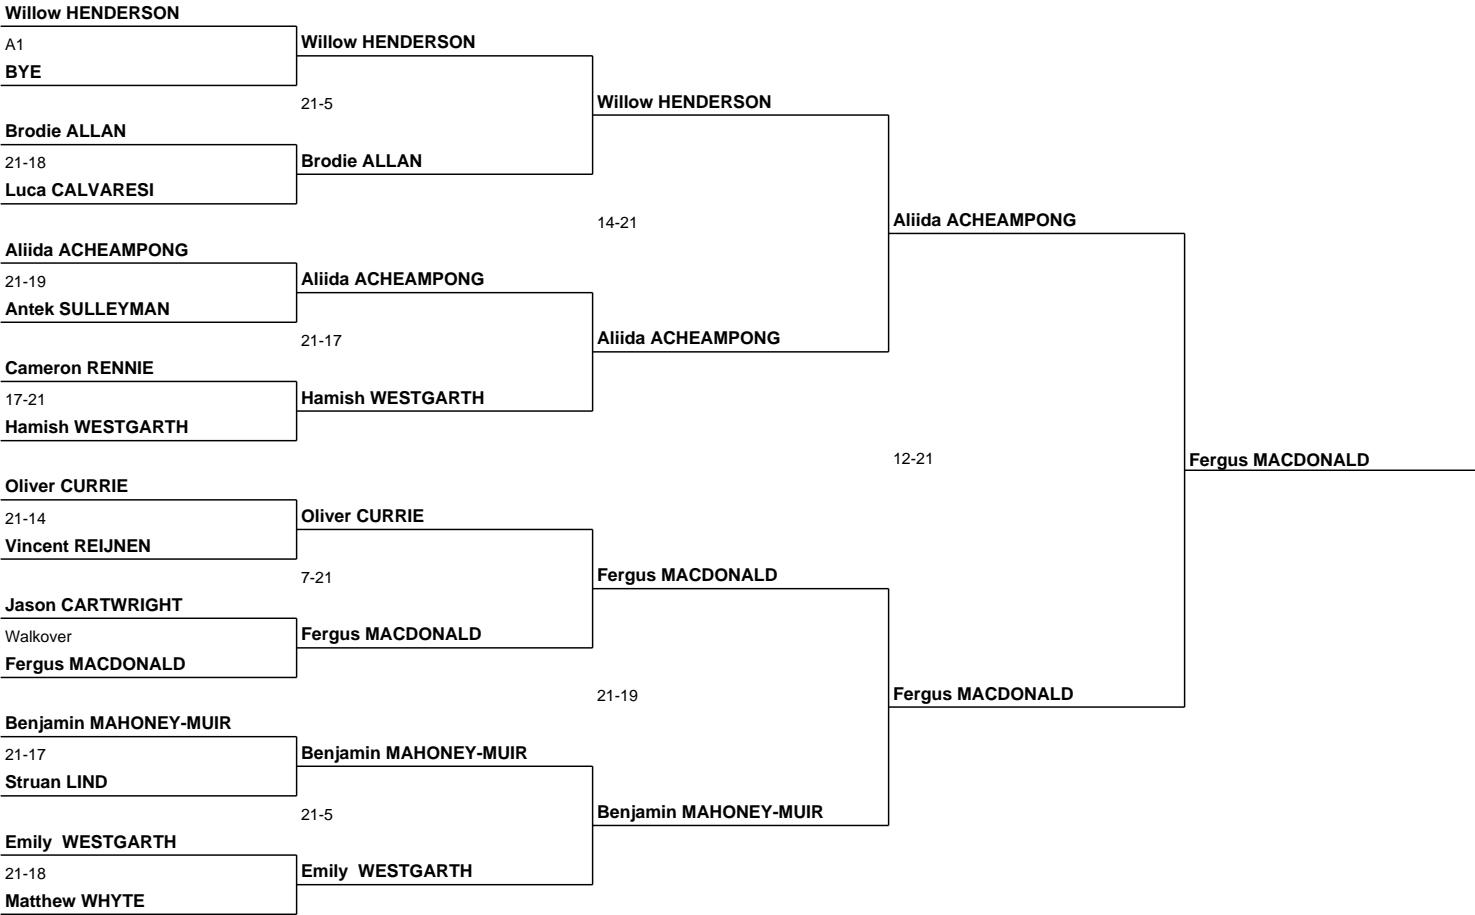 Willow HENDERSON
A1
BYE
Brodie ALLAN
21-18
Luca CALVARESI
Aliida ACHEAMPONG
21-19
Antek SULLEYMAN
Cameron RENNIE
17-21
Hamish WESTGARTH
Oliver CURRIE
21-14
Vincent REIJNEN
Jason CARTWRIGHT
Walkover
Fergus MACDONALD
Benjamin MAHONEY-MUIR
21-17
Struan LIND
Emily  WESTGARTH
21-18
Matthew WHYTE
Willow HENDERSON
21-5
Brodie ALLAN
Aliida ACHEAMPONG
21-17
Hamish WESTGARTH
Oliver CURRIE
7-21
Fergus MACDONALD
Benjamin MAHONEY-MUIR
21-5
Emily  WESTGARTH
Willow HENDERSON
14-21
Aliida ACHEAMPONG
Fergus MACDONALD
21-19
Benjamin MAHONEY-MUIR
Aliida ACHEAMPONG
12-21
Fergus MACDONALD
Fergus MACDONALD